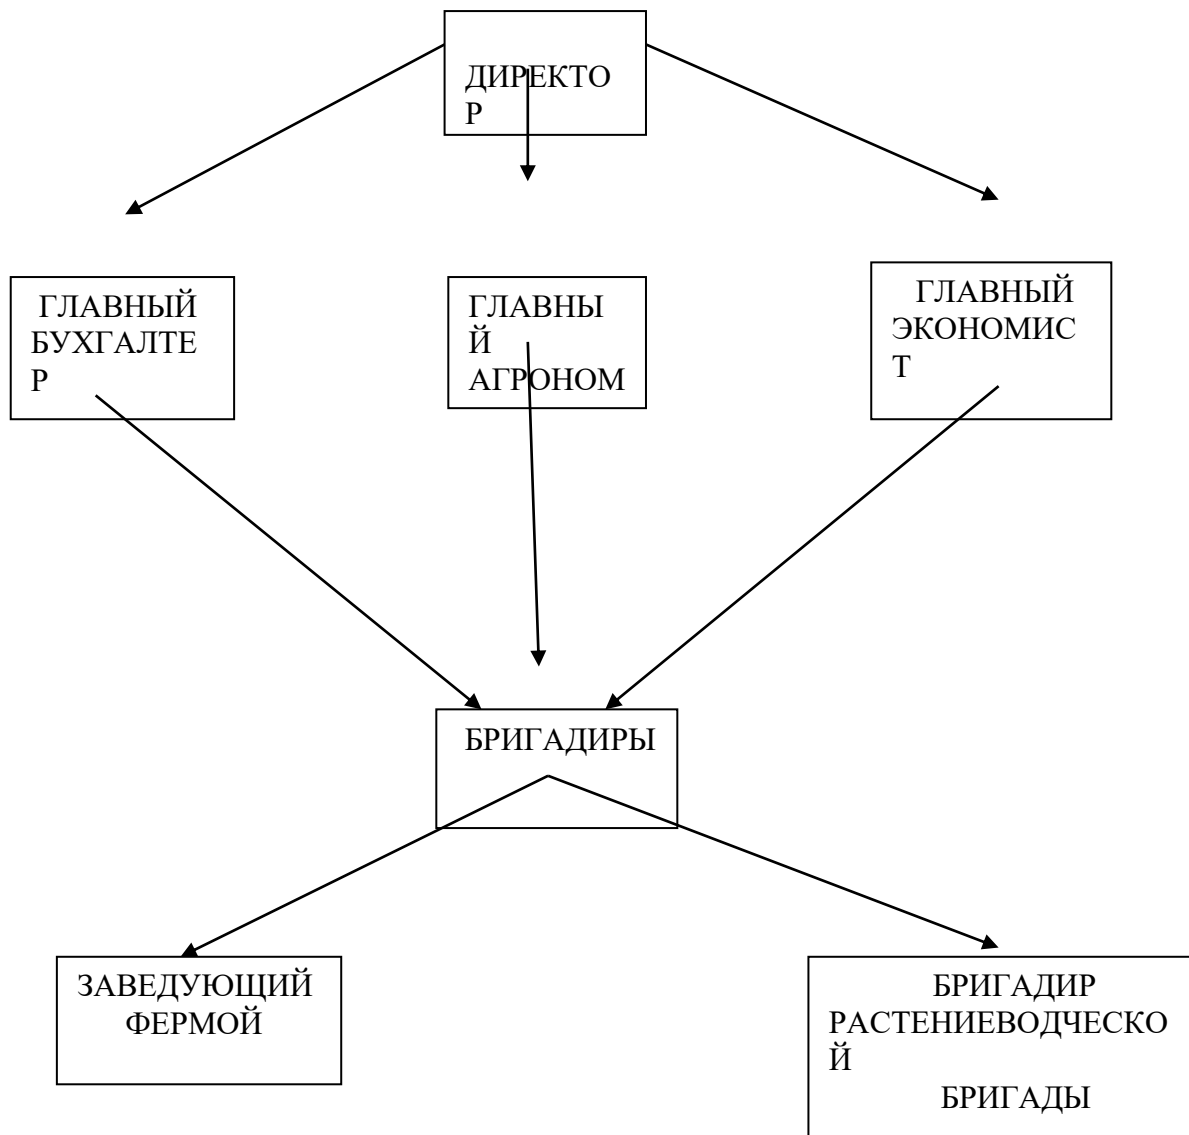 ДИРЕКТО
Р
ГЛАВНЫЙ
БУХГАЛТЕ
Р
ГЛАВНЫ
Й
АГРОНОМ
ГЛАВНЫЙ
ЭКОНОМИС
Т
БРИГАДИРЫ
ЗАВЕДУЮЩИЙ
ФЕРМОЙ
БРИГАДИР
РАСТЕНИЕВОДЧЕСКО
Й
БРИГАДЫ